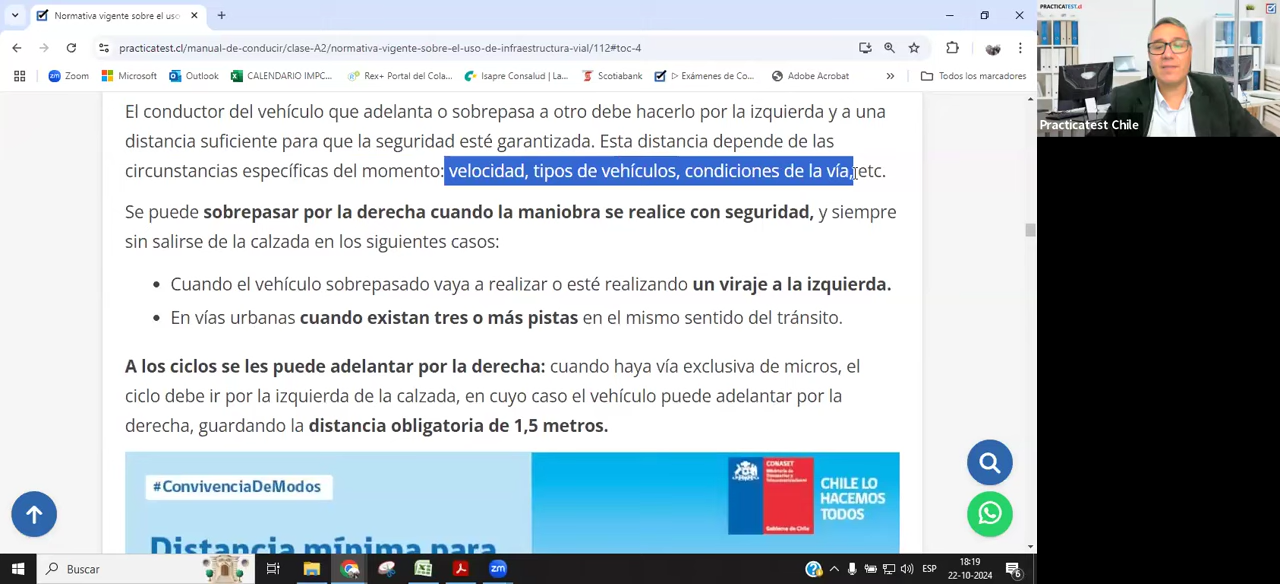 Normativa vigente sobre el uso
practicatest.cl/manual-de-conducir/clase-A2/normativa-vigente-sobre-el-uso-de-infraestructura-vial/112#toc-4
Zoom
Microsoft
Outlook
CALENDARIO IMPC...
Rex+ Portal del Cola...
Isapre Consalud | La...
Scotiabank
Exámenes de Co...
Adobe Acrobat
Todos los marcadores
El conductor del vehículo que adelanta o sobrepasa a otro debe hacerlo por la izquierda y a una
distancia suficiente para que la seguridad esté garantizada. Esta distancia depende de las
circunstancias específicas del momento: velocidad, tipos de vehículos, condiciones de la vía, etc.
Se puede sobrepasar por la derecha cuando la maniobra se realice con seguridad, y siempre
sin salirse de la calzada en los siguientes casos:
• Cuando el vehículo sobrepasado vaya a realizar o esté realizando un viraje a la izquierda.
• En vías urbanas cuando existan tres o más pistas en el mismo sentido del tránsito.
A los ciclos se les puede adelantar por la derecha: cuando haya vía exclusiva de micros, el
ciclo debe ir por la izquierda de la calzada, en cuyo caso el vehículo puede adelantar por la
derecha, guardando la distancia obligatoria de 1,5 metros.
#ConvivenciaDeModos
CONASET
Gobierno de Chile
CHILE LO
HACEMOS
TODOS
Distancia mínima para
Buscar
ESP
18:19
22-10-2024
6
PRACTICATEST.cl
Practicatest Chile